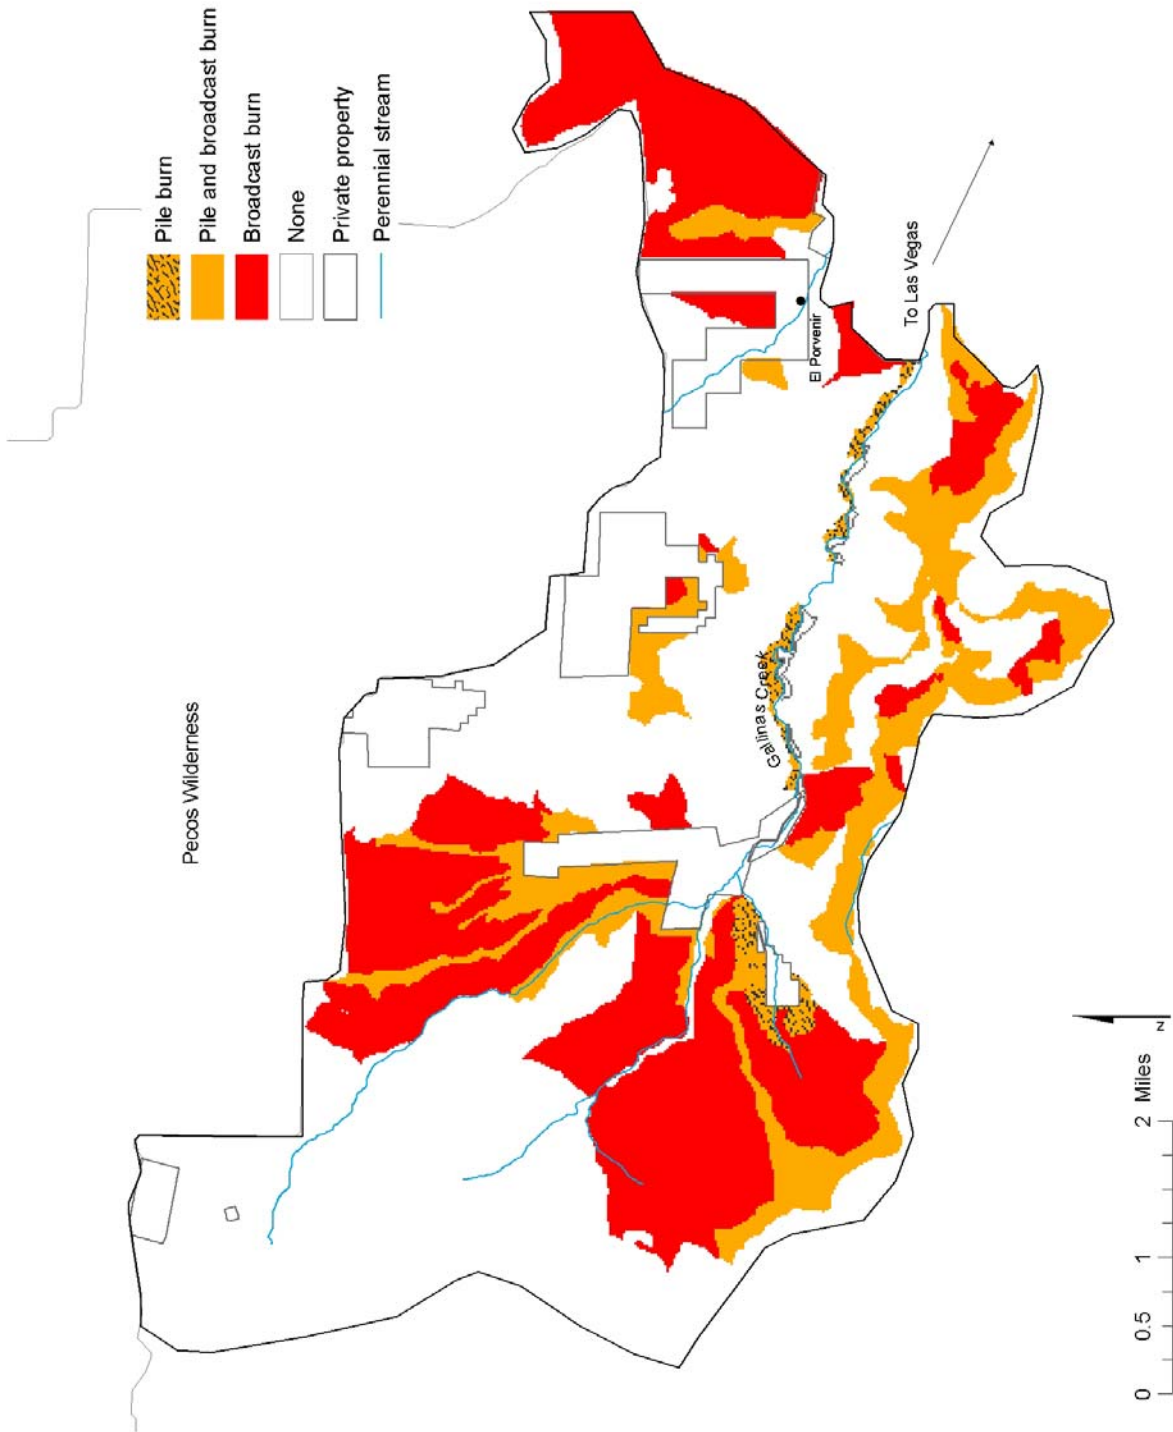 Pile burn
Pile and broadcast burn
Broadcast burn
None
Private property
Perennial stream
Pecos Wilderness
Gallinas Creek
El Porvenir
To Las Vegas
N
0 0.5 1 2 Miles